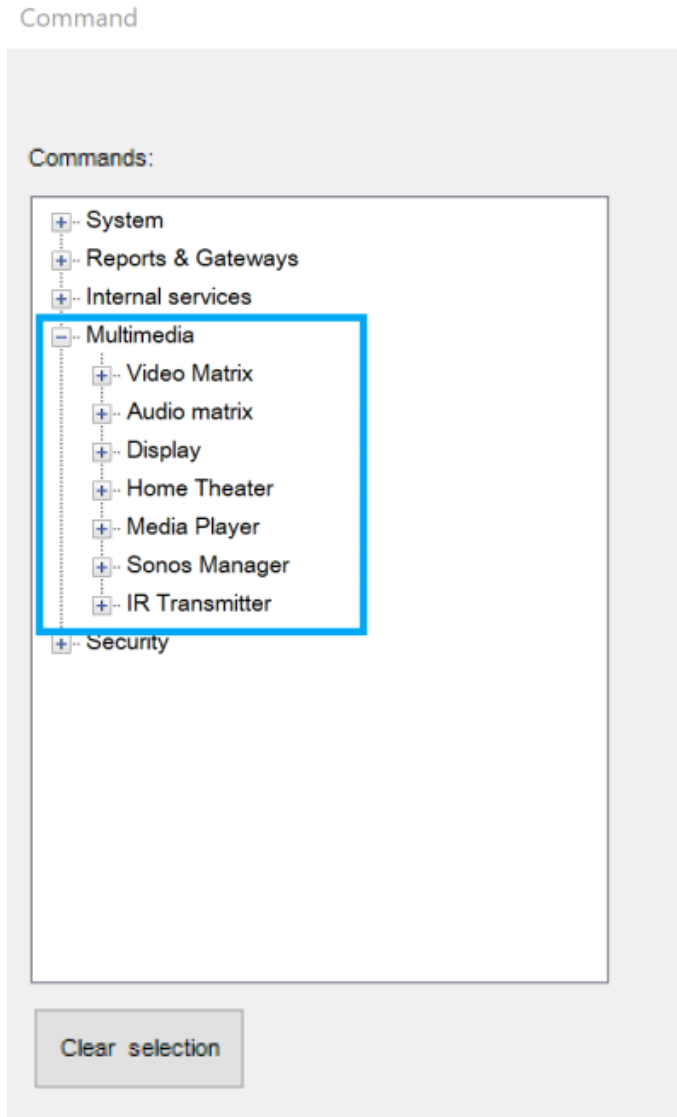 Command
Commands:
System
Reports & Gateways
Internal services
Multimedia
Video Matrix
Audio matrix
Display
Home Theater
Media Player
Sonos Manager
IR Transmitter
Security
Clear selection